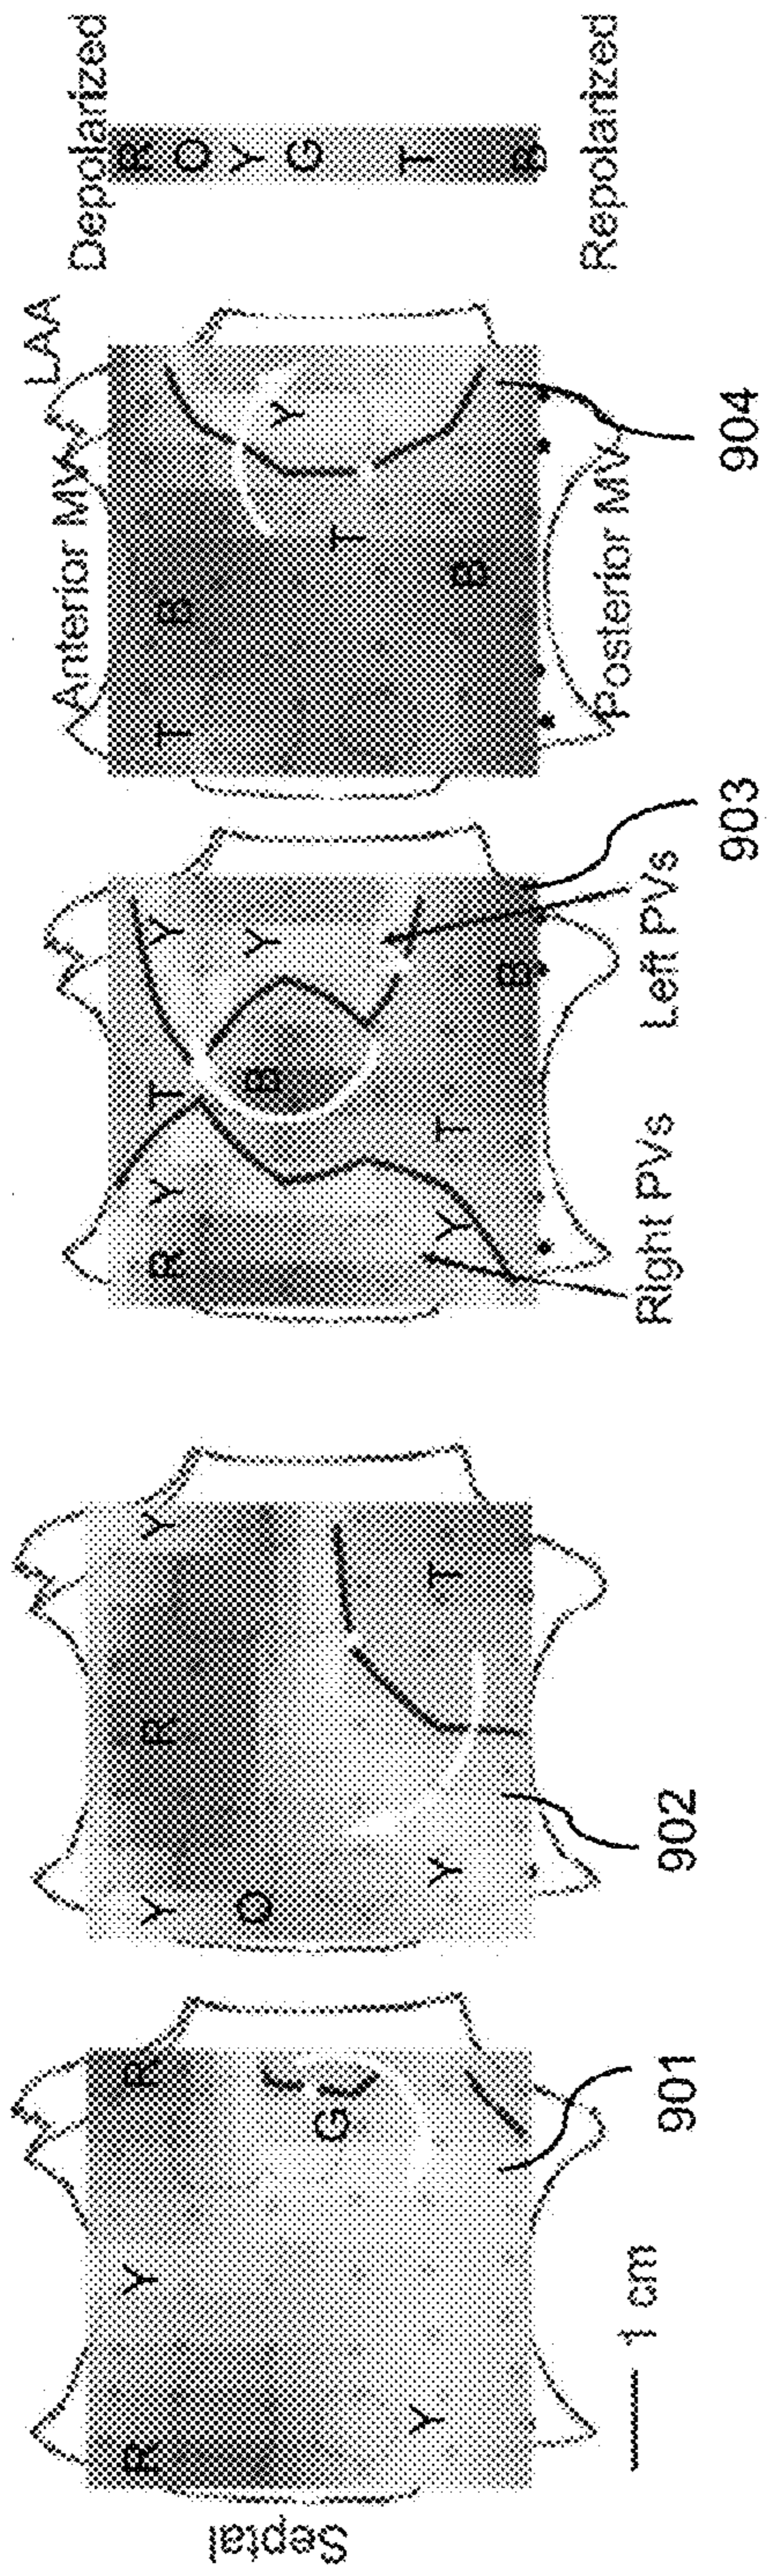 Septal
R Y R
G
Y
901
1 cm
Y R Y
O
Y T
902
R Y T Y
B Y
Y T
B
Right PVs Left PVs
903
LAA
Anterior MV
T B
Y
T
B
Posterior MV
904
Depolarized
R
O
Y
G
T
B
Repolarized